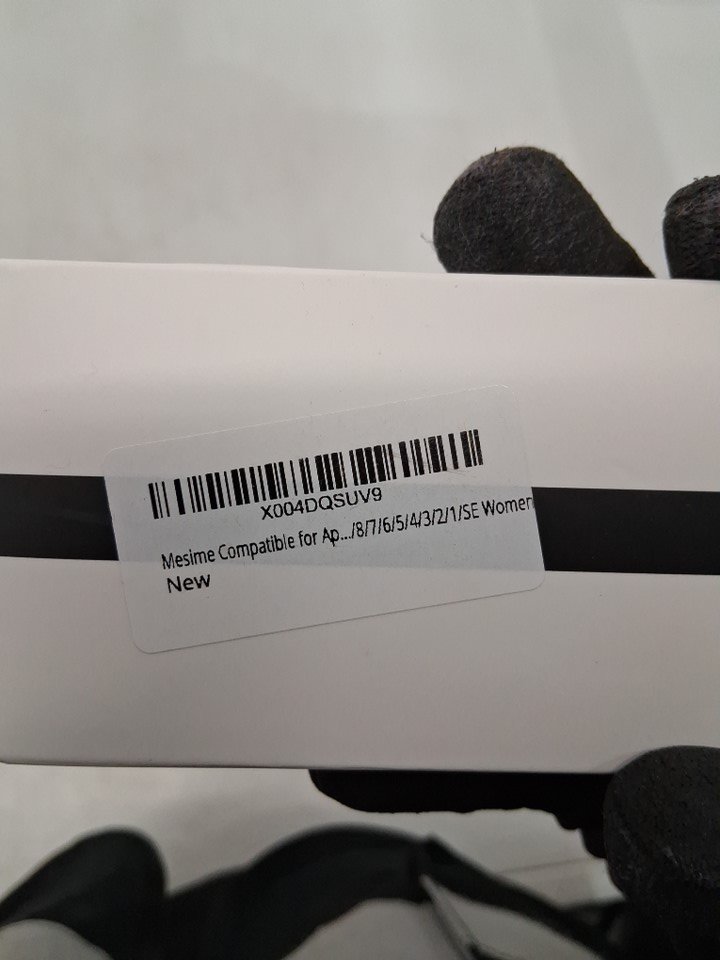 X004DQSUV9
Mesime Compatible for Ap.../8/7/6/5/4/3/2/1/SE Women
New